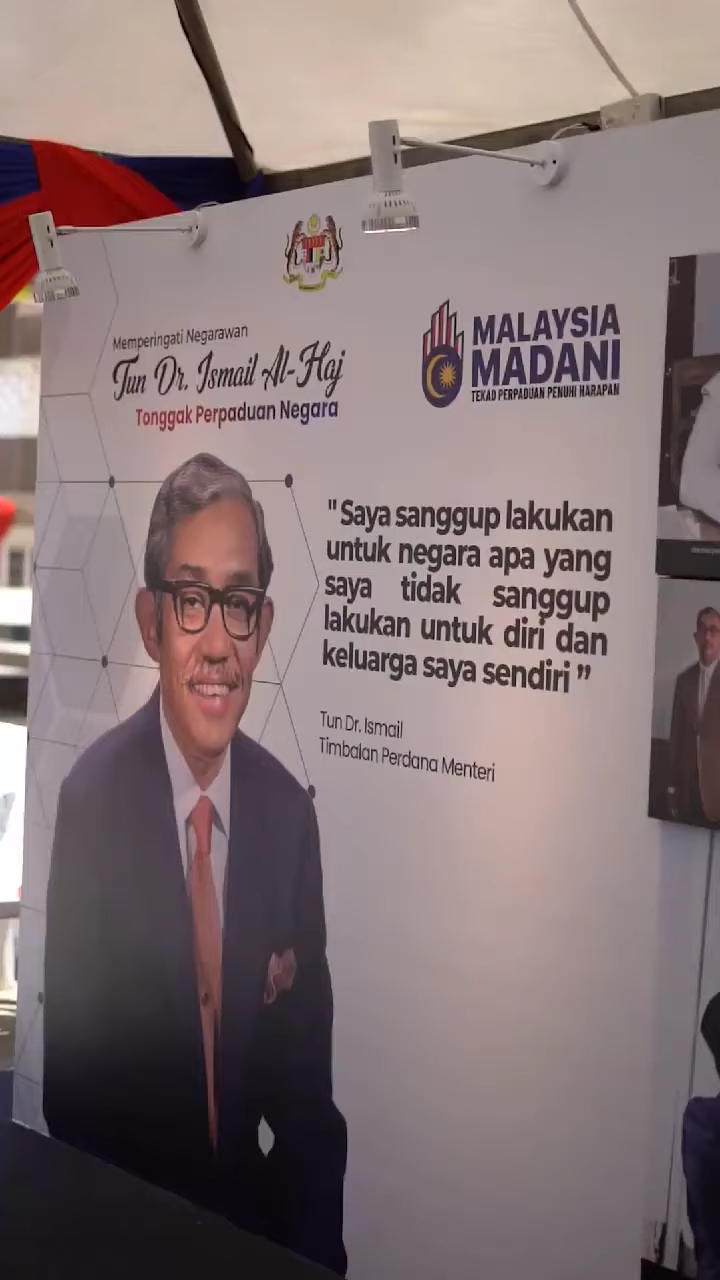 Memperingati Negarawan
Tun Dr. Ismail Al-Haj
Tonggak Perpaduan Negara
MALAYSIA
MADANI
TEKAD PERPADUAN PENUHI HARAPAN
" Saya sanggup lakukan
untuk negara apa yang
saya tidak sanggup
lakukan untuk diri dan
keluarga saya sendiri ”
Tun Dr. Ismail
Timbalan Perdana Menteri